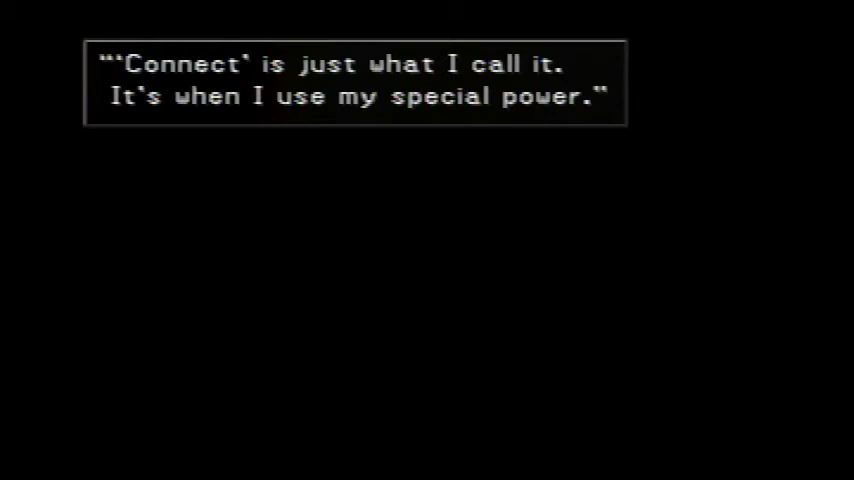 "‘Connect’ is just what I call it.
It's when I use my special power."